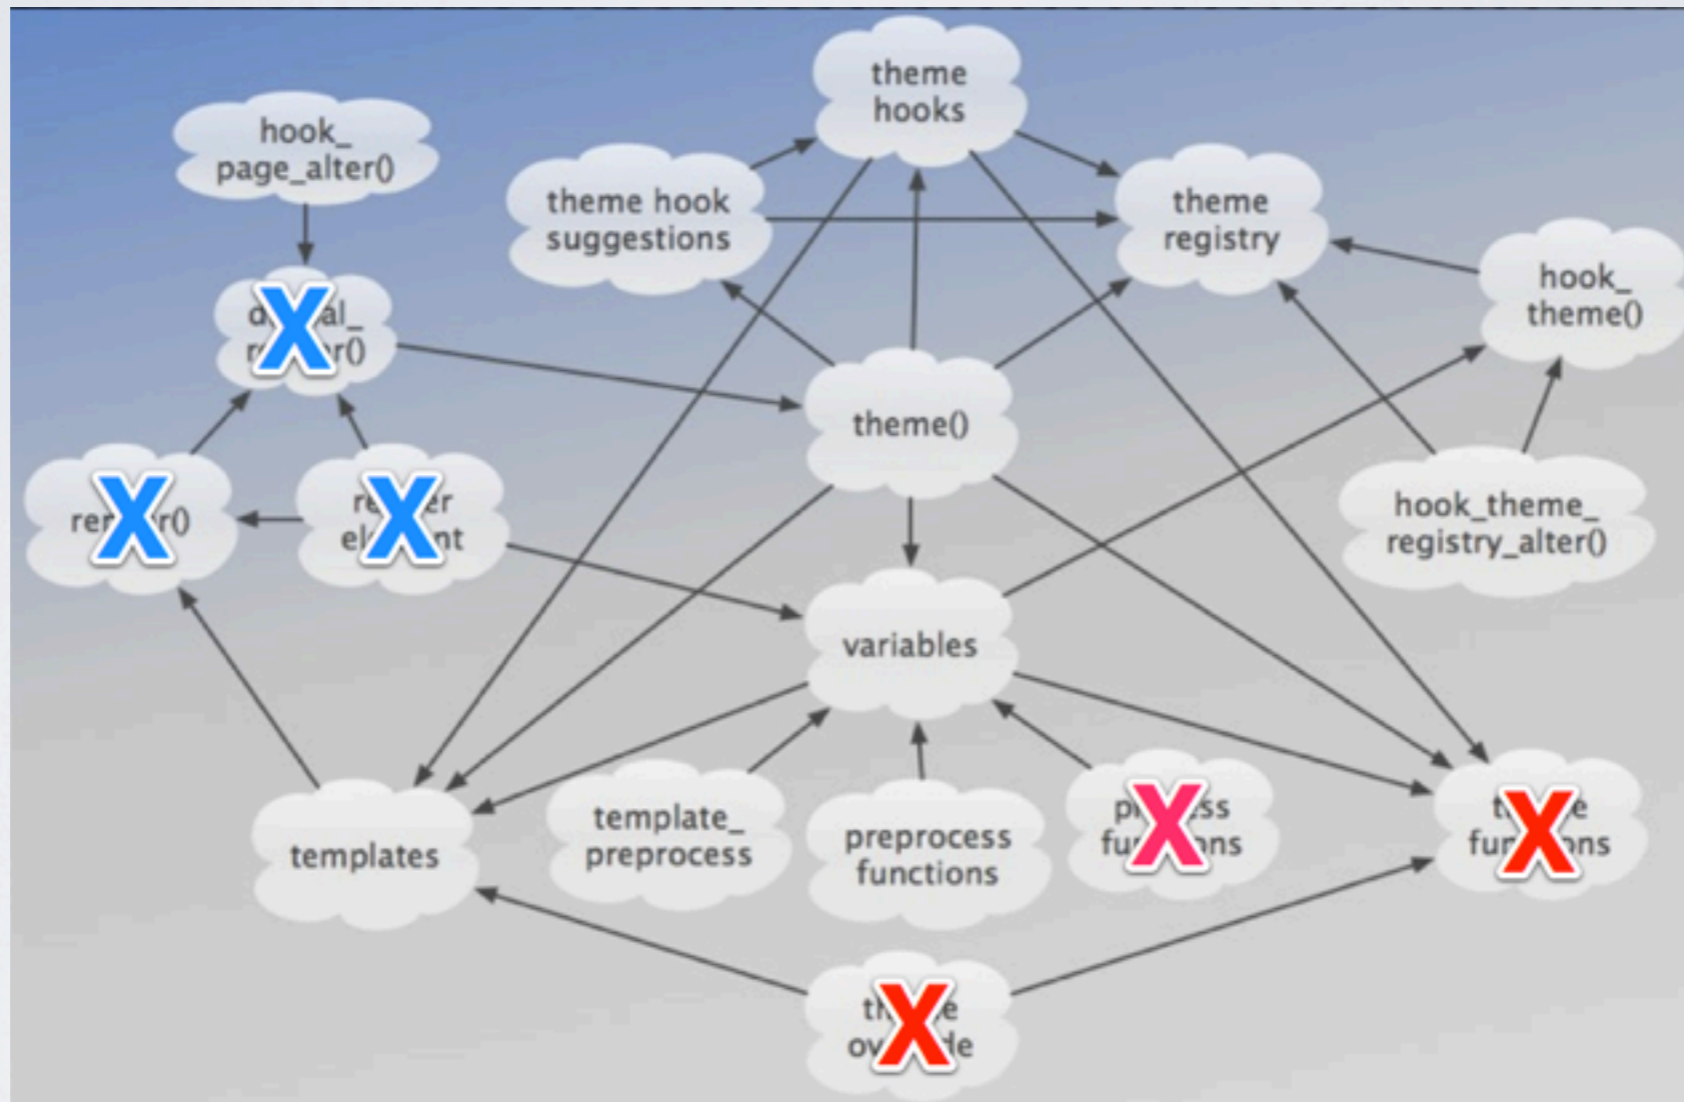 theme
hooks
hook_
page_alter()
theme hook
suggestions
theme
registry
hook_
theme()
X
theme()
hook_theme_
registry_alter()
X
X
variables
template_
preprocess
preprocess
functions
X
X
templates
X